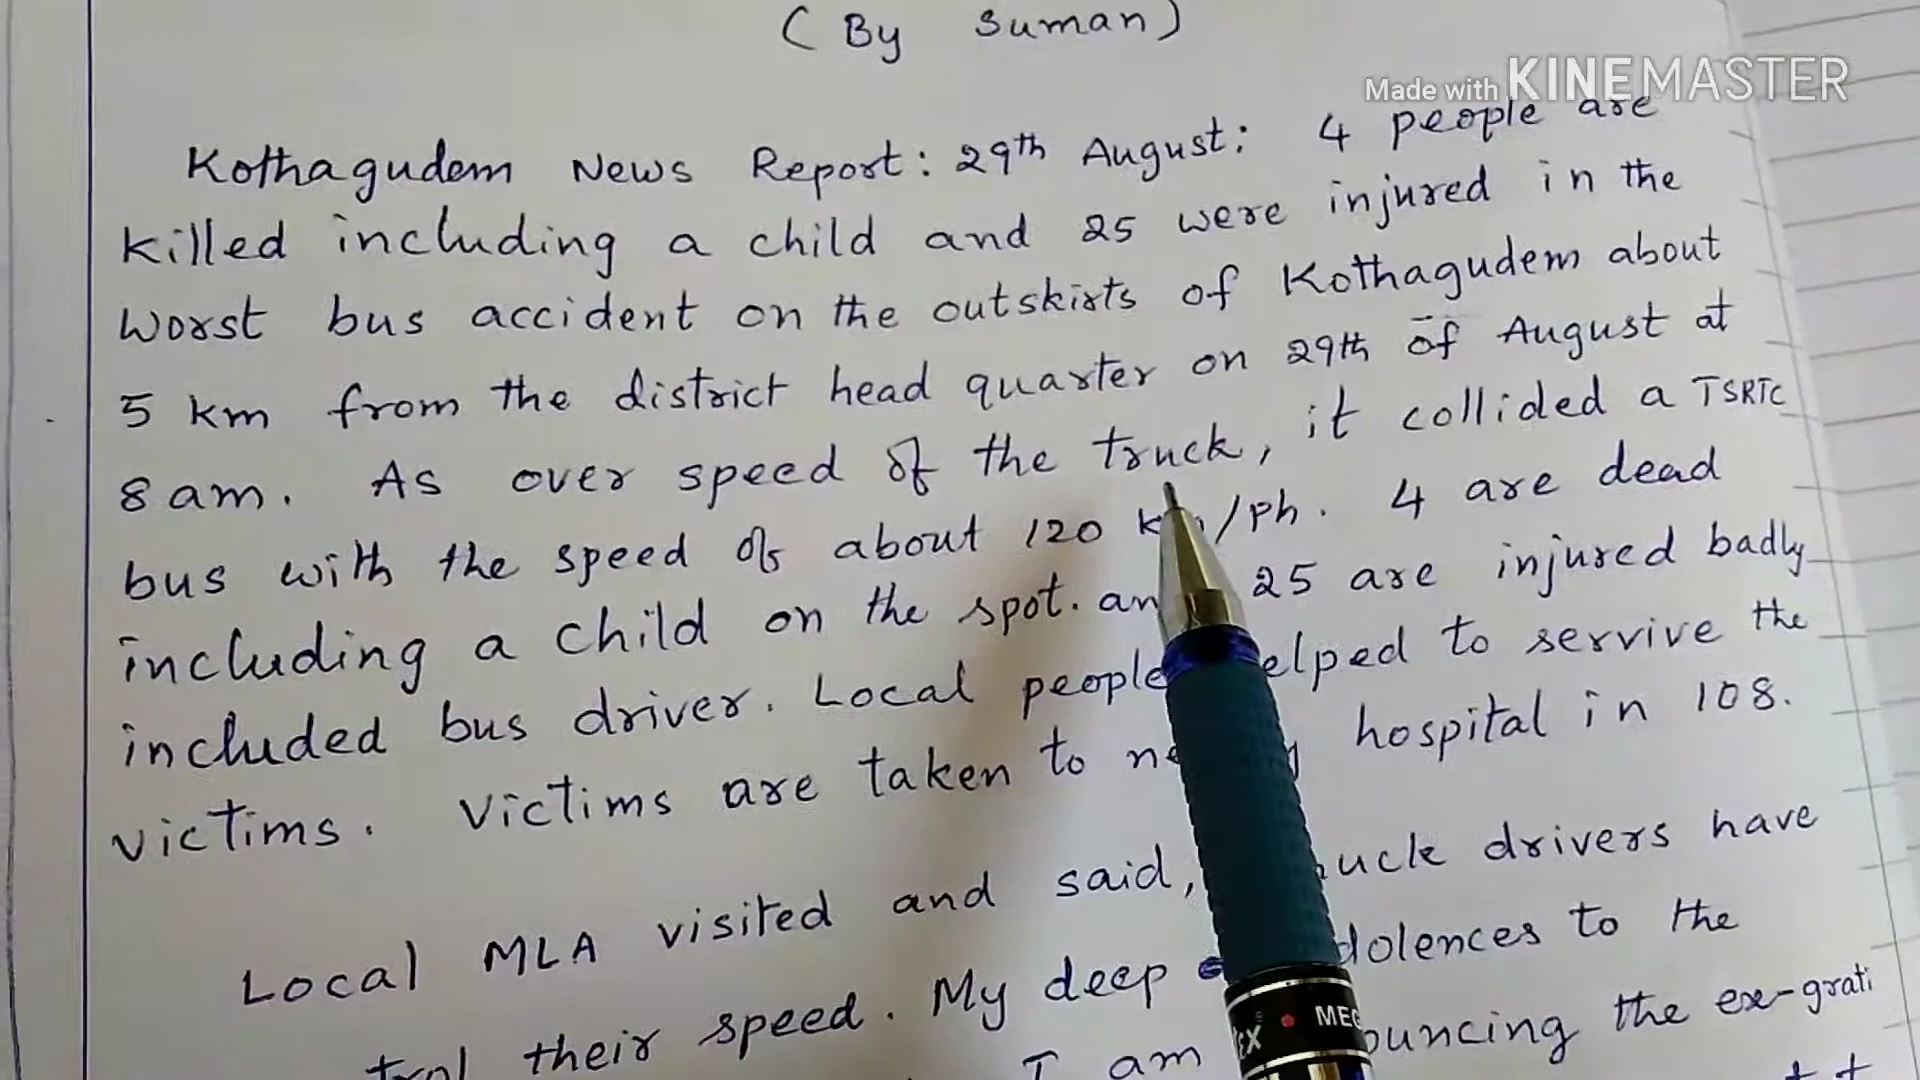 (By Suman)
Made with KINEMASTER
Kothagudem News Report: 29th August: 4 people are
killed including a child and 25 were injured in the
worst bus accident on the outskirts of Kothagudem about
5 km from the district head quarter on 29th of August at
8 am. As over speed of the truck, it collided a TSRTC
bus with the speed of about 120 /ph. 4 are dead
including a child on the spot. 25 are injured badly
included bus driver. Local people to servive the
victims. Victims are taken to hospital in 108.
Local MLA visited and said, drivers have
their speed. My deep to the
I am the ex-grati
MEG